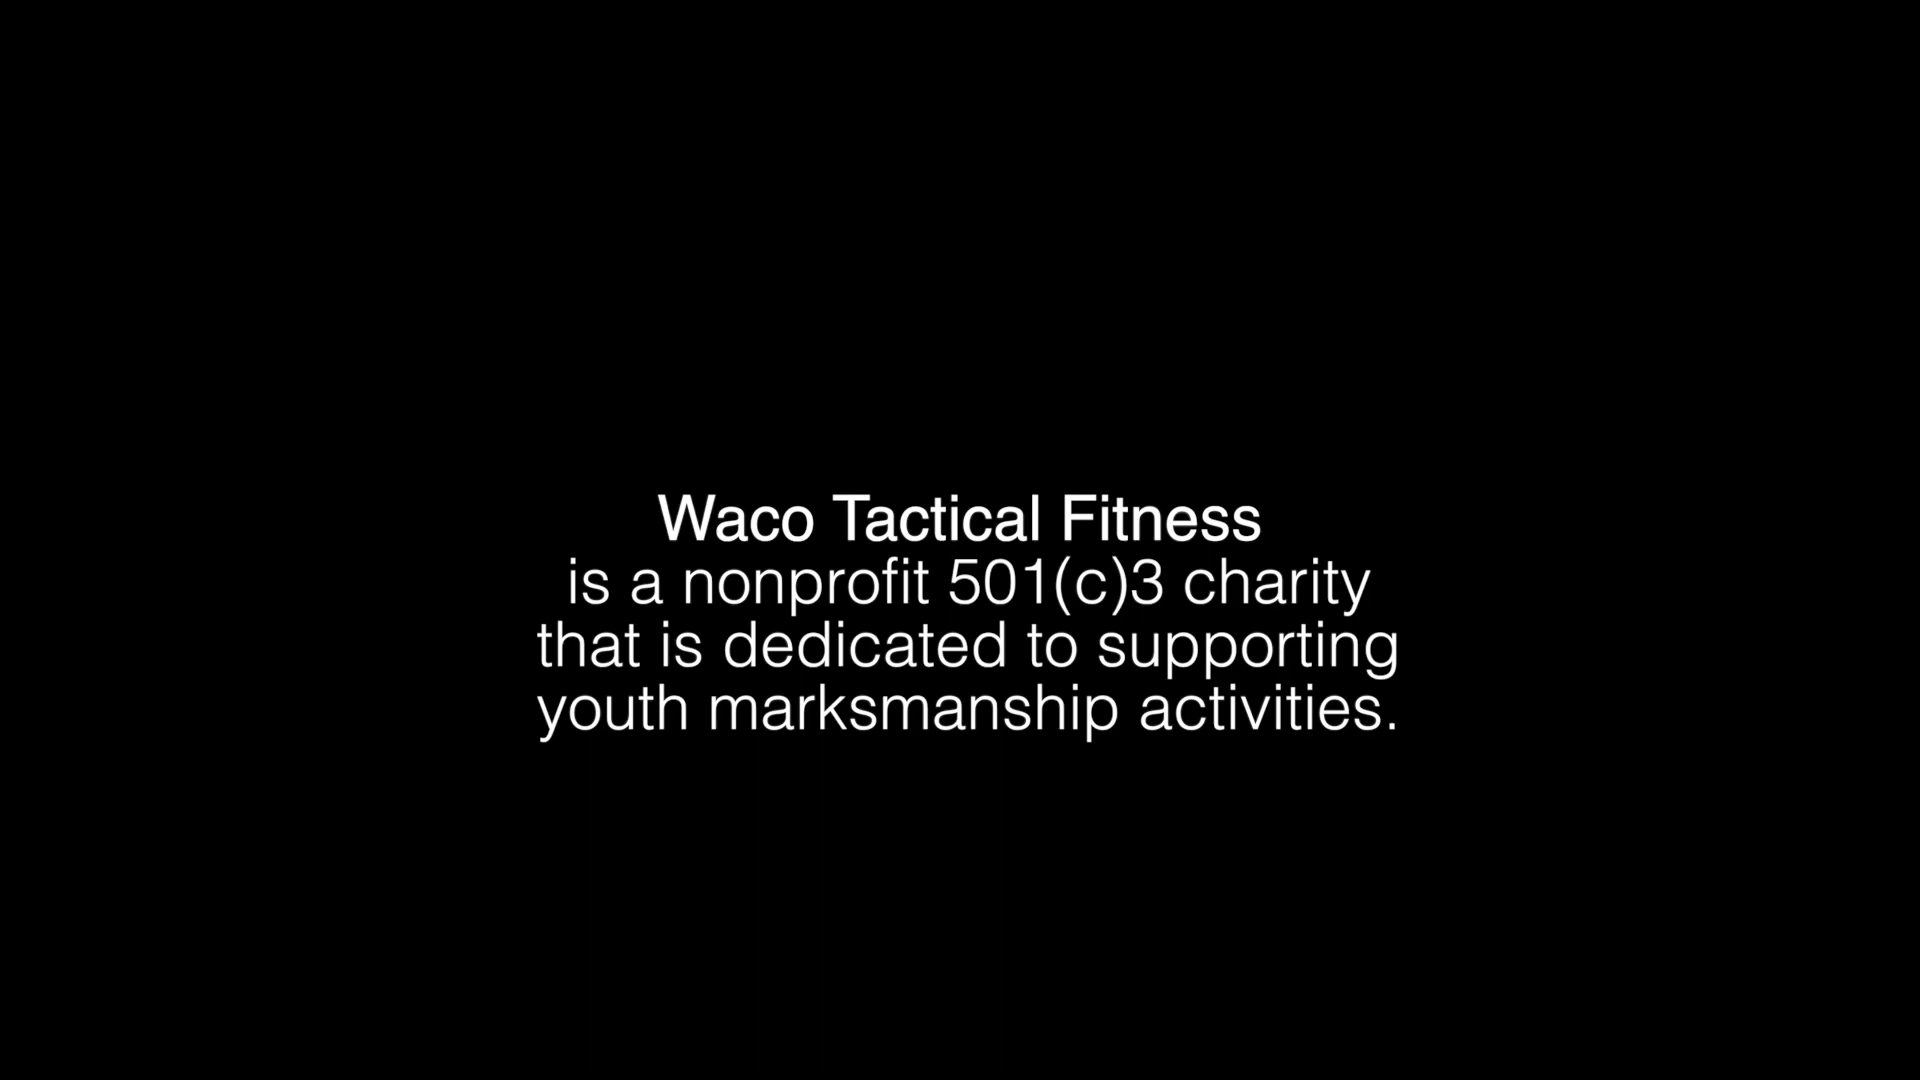 Waco Tactical Fitness
is a nonprofit 501(c)3 charity
that is dedicated to supporting
youth marksmanship activities.